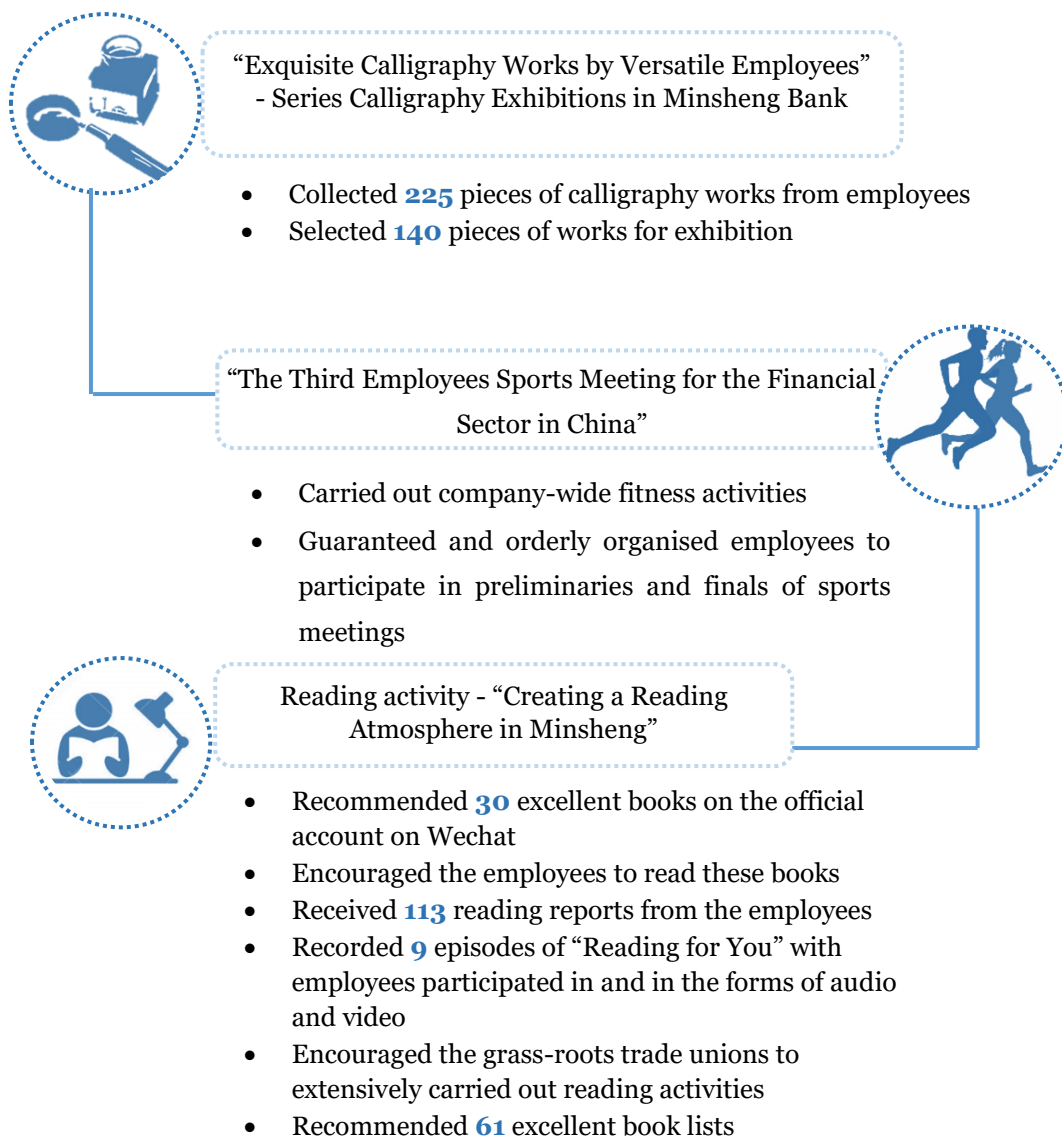 “Exquisite Calligraphy Works by Versatile Employees”
- Series Calligraphy Exhibitions in Minsheng Bank
• Collected 225 pieces of calligraphy works from employees
• Selected 140 pieces of works for exhibition
“The Third Employees Sports Meeting for the Financial
Sector in China”
• Carried out company-wide fitness activities
• Guaranteed and orderly organised employees to
participate in preliminaries and finals of sports
meetings
Reading activity - “Creating a Reading
Atmosphere in Minsheng”
• Recommended 30 excellent books on the official
account on Wechat
• Encouraged the employees to read these books
• Received 113 reading reports from the employees
• Recorded 9 episodes of “Reading for You” with
employees participated in and in the forms of audio
and video
• Encouraged the grass-roots trade unions to
extensively carried out reading activities
• Recommended 61 excellent book lists